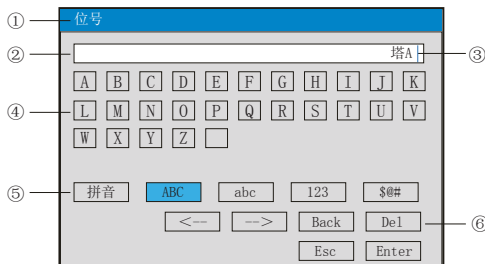 ① 位号
② 塔A ③
A B C D E F G H I J K
④ L M N O P Q R S T U V
W X Y Z
⑤ 拼音 ABC abc 123 $@#
<-- --> Back Del ⑥
Esc Enter